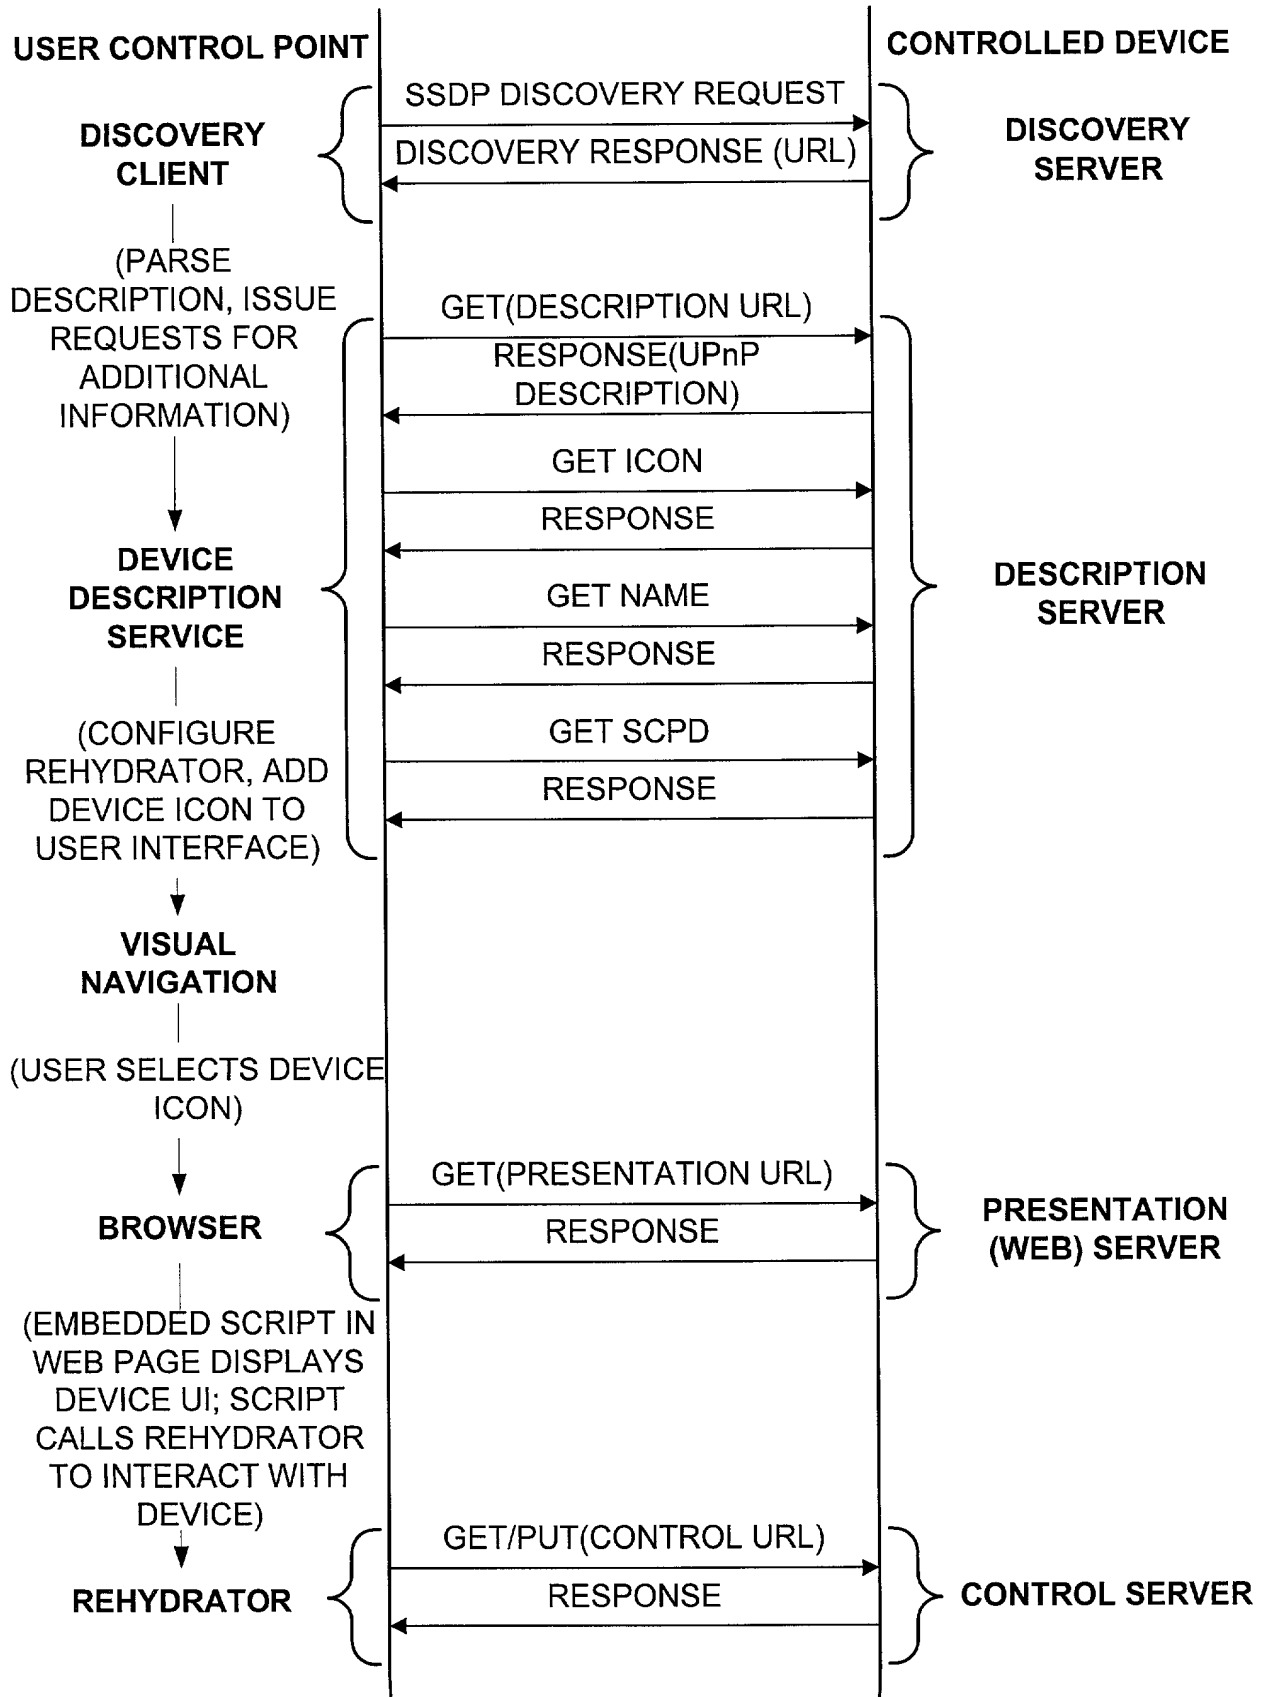 USER CONTROL POINT
CONTROLLED DEVICE
SSDP DISCOVERY REQUEST
DISCOVERY
CLIENT
DISCOVERY RESPONSE (URL)
DISCOVERY
SERVER
(PARSE
DESCRIPTION, ISSUE
REQUESTS FOR
ADDITIONAL
INFORMATION)
GET(DESCRIPTION URL)
RESPONSE(UPnP
DESCRIPTION)
GET ICON
RESPONSE
DEVICE
DESCRIPTION
SERVICE
GET NAME
RESPONSE
DESCRIPTION
SERVER
(CONFIGURE
REHYDRATOR, ADD
DEVICE ICON TO
USER INTERFACE)
GET SCPD
RESPONSE
VISUAL
NAVIGATION
(USER SELECTS DEVICE
ICON)
GET(PRESENTATION URL)
BROWSER
RESPONSE
PRESENTATION
(WEB) SERVER
(EMBEDDED SCRIPT IN
WEB PAGE DISPLAYS
DEVICE UI; SCRIPT
CALLS REHYDRATOR
TO INTERACT WITH
DEVICE)
GET/PUT(CONTROL URL)
REHYDRATOR
RESPONSE
CONTROL SERVER